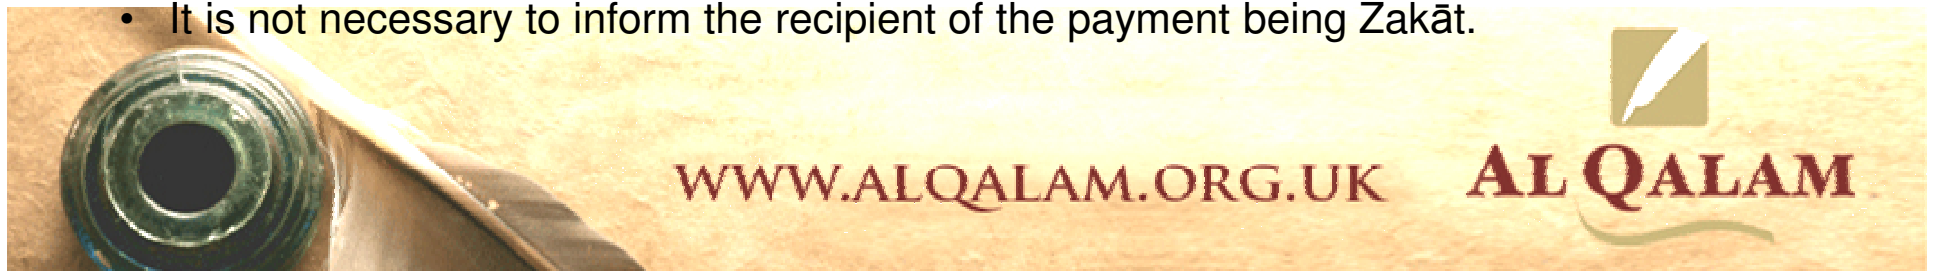 • It is not necessary to inform the recipient of the payment being Zakāt.
WWW.ALQALAM.ORG.UK
AL QALAM